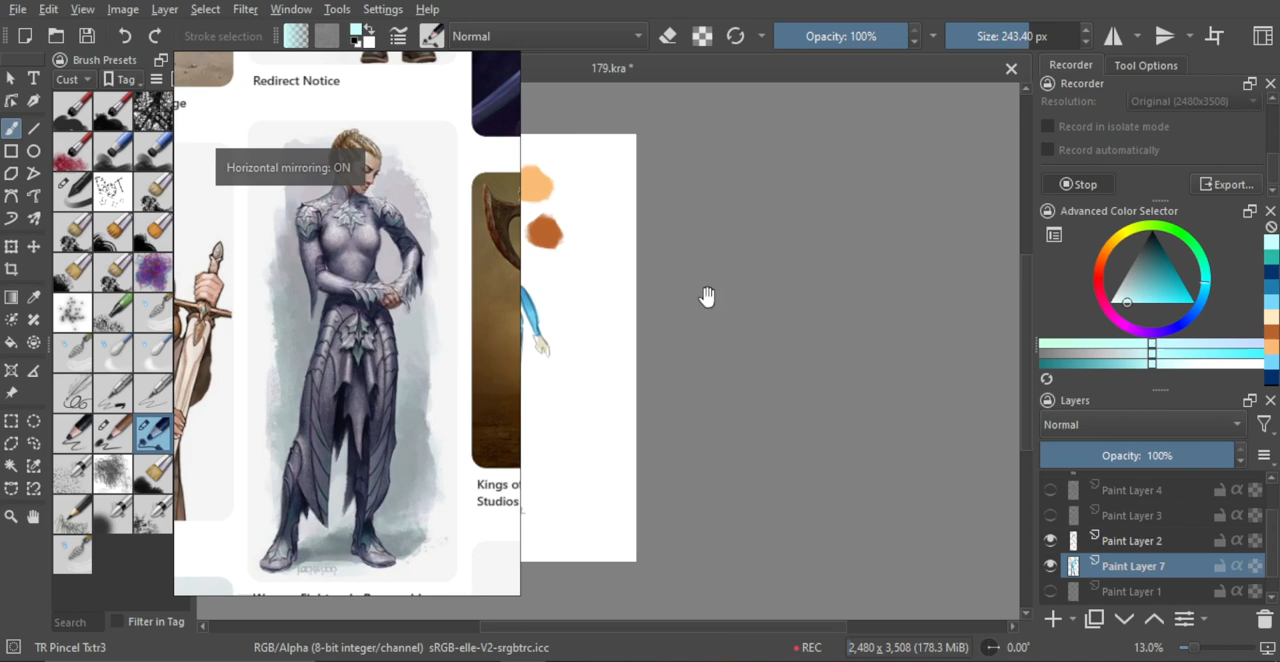 File Edit View Image Layer Select Filter Window Tools Settings Help
Stroke selection
Normal
Opacity: 100%
Size: 243.40 px
Brush Presets
Cust
Tag
Redirect Notice
Horizontal mirroring: ON
Kings of
Studios
179.kra *
Recorder
Tool Options
Recorder
Resolution: Original (2480x3508)
Record in isolate mode
Record automatically
Stop
Export...
Advanced Color Selector
Layers
Normal
Opacity: 100%
Paint Layer 4
Paint Layer 3
Paint Layer 2
Paint Layer 7
Paint Layer 1
Search
Filter in Tag
TR Pincel Txtr3
RGB/Alpha (8-bit integer/channel) sRGB-elle-V2-srgbtrc.icc
REC
2,480 x 3,508 (178.3 MiB)
0.00°
13.0%